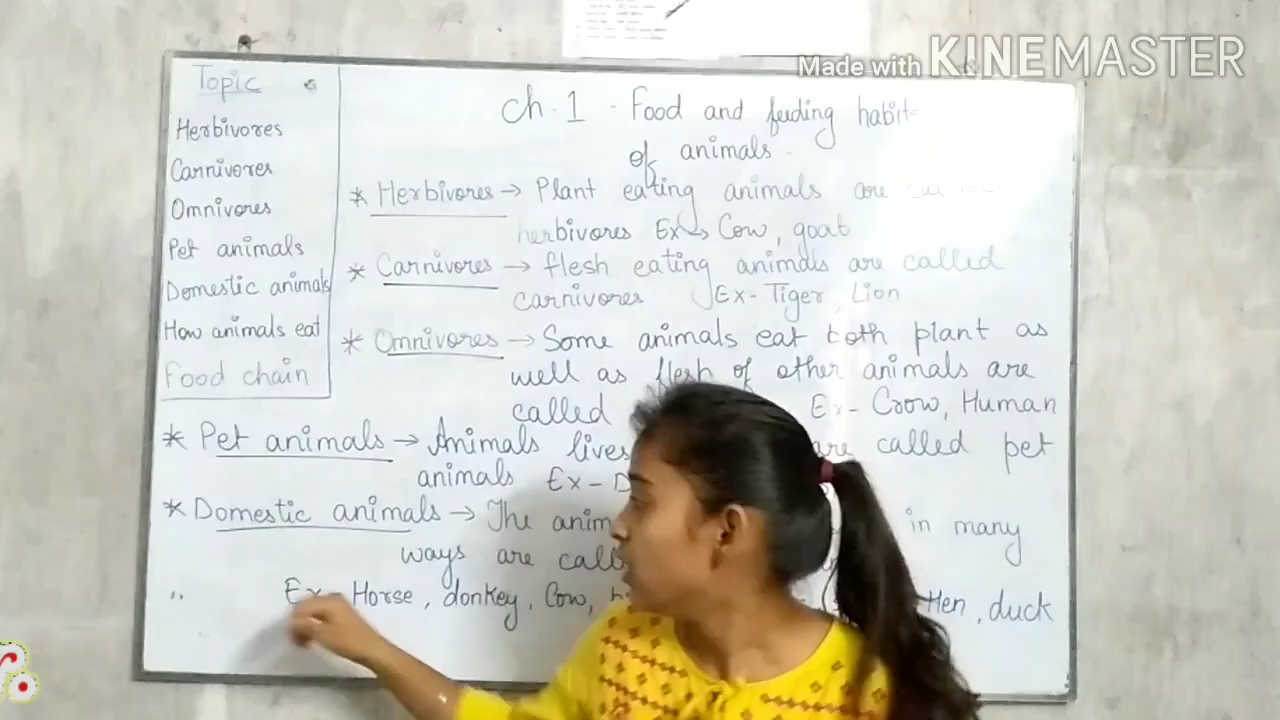 Made with KINEMASTER
Topic
Herbivores
Carnivores
Omnivores
Pet animals
Domestic animals
How animals eat
Food chain
Ch-1 - Food and feeding habit
of animals
* Herbivores → Plant eating animals are
herbivores Ex → Cow, goat
* Carnivores → flesh eating animals are called
carnivores Ex- Tiger, Lion
* Omnivores → Some animals eat both plant as
well as flesh of other animals are
called Ex- Crow, Human
* Pet animals → Animals lives are called pet
animals Ex-
* Domestic animals → The in many
ways are
Ex- Horse, donkey, Cow, Hen, duck